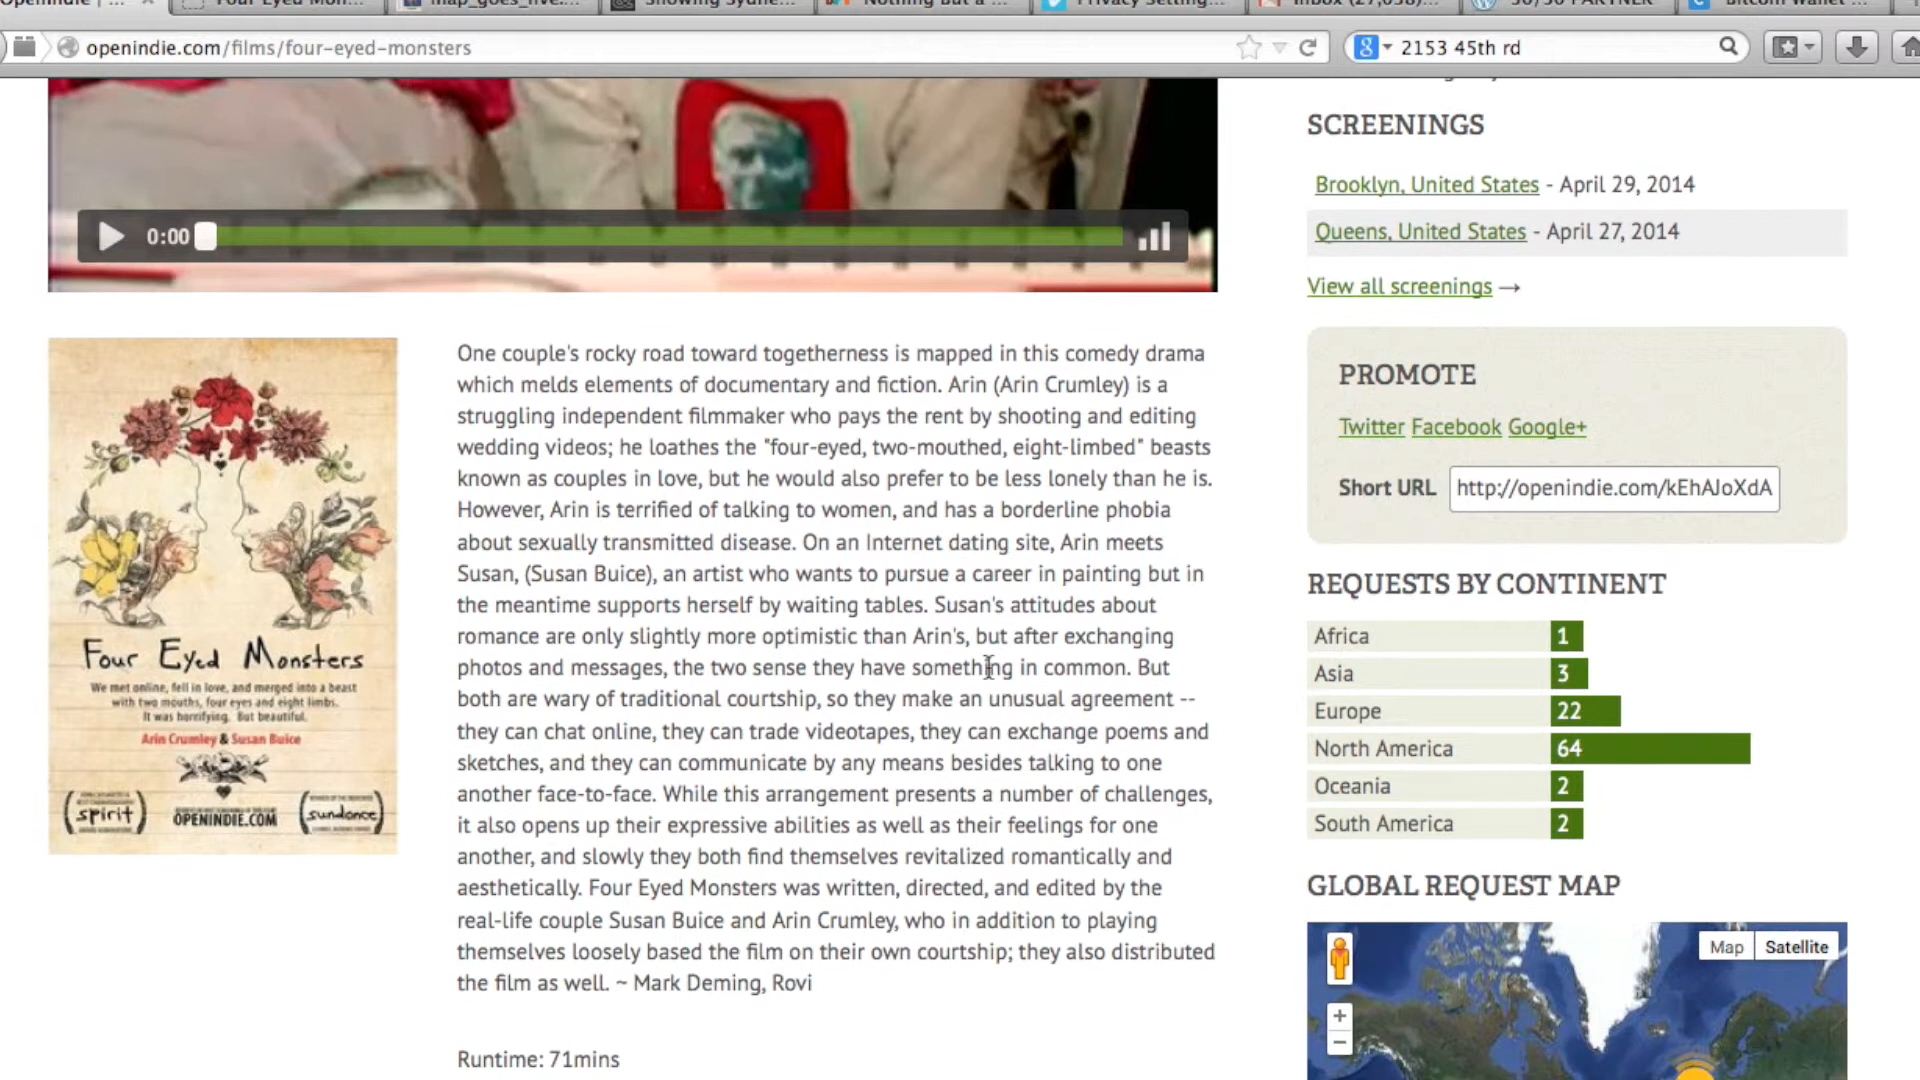 Four Eyed Mon...
map_goes_live....
Showing Sydne...
Nothing But a ...
Privacy Setting...
30/30 PARTNER
Bitcoin Wallet ...
openindie.com/films/four-eyed-monsters
2153 45th rd
0:00
SCREENINGS
Brooklyn, United States - April 29, 2014
Queens, United States - April 27, 2014
View all screenings →
PROMOTE
Twitter Facebook Google+
Short URL http://openindie.com/kEhAJoXdA
REQUESTS BY CONTINENT
Africa 1
Asia 3
Europe 22
North America 64
Oceania 2
South America 2
GLOBAL REQUEST MAP
Map Satellite
+
−
Four Eyed Monsters
We met online, fell in love, and merged into a beast
with two mouths, four eyes and eight limbs.
It was horrifying. But beautiful.
Arin Crumley & Susan Buice
spirit
OPENINDIE.COM
sundance
One couple's rocky road toward togetherness is mapped in this comedy drama
which melds elements of documentary and fiction. Arin (Arin Crumley) is a
struggling independent filmmaker who pays the rent by shooting and editing
wedding videos; he loathes the "four-eyed, two-mouthed, eight-limbed" beasts
known as couples in love, but he would also prefer to be less lonely than he is.
However, Arin is terrified of talking to women, and has a borderline phobia
about sexually transmitted disease. On an Internet dating site, Arin meets
Susan, (Susan Buice), an artist who wants to pursue a career in painting but in
the meantime supports herself by waiting tables. Susan's attitudes about
romance are only slightly more optimistic than Arin's, but after exchanging
photos and messages, the two sense they have something in common. But
both are wary of traditional courtship, so they make an unusual agreement --
they can chat online, they can trade videotapes, they can exchange poems and
sketches, and they can communicate by any means besides talking to one
another face-to-face. While this arrangement presents a number of challenges,
it also opens up their expressive abilities as well as their feelings for one
another, and slowly they both find themselves revitalized romantically and
aesthetically. Four Eyed Monsters was written, directed, and edited by the
real-life couple Susan Buice and Arin Crumley, who in addition to playing
themselves loosely based the film on their own courtship; they also distributed
the film as well. ~ Mark Deming, Rovi
Runtime: 71mins